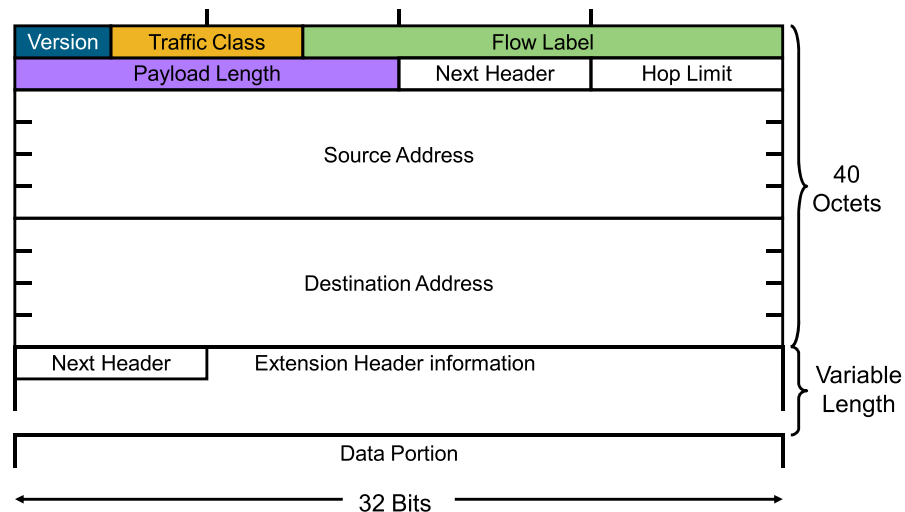 Version Traffic Class Flow Label
Payload Length Next Header Hop Limit
Source Address
40
Octets
Destination Address
Next Header Extension Header information
Variable
Length
Data Portion
32 Bits